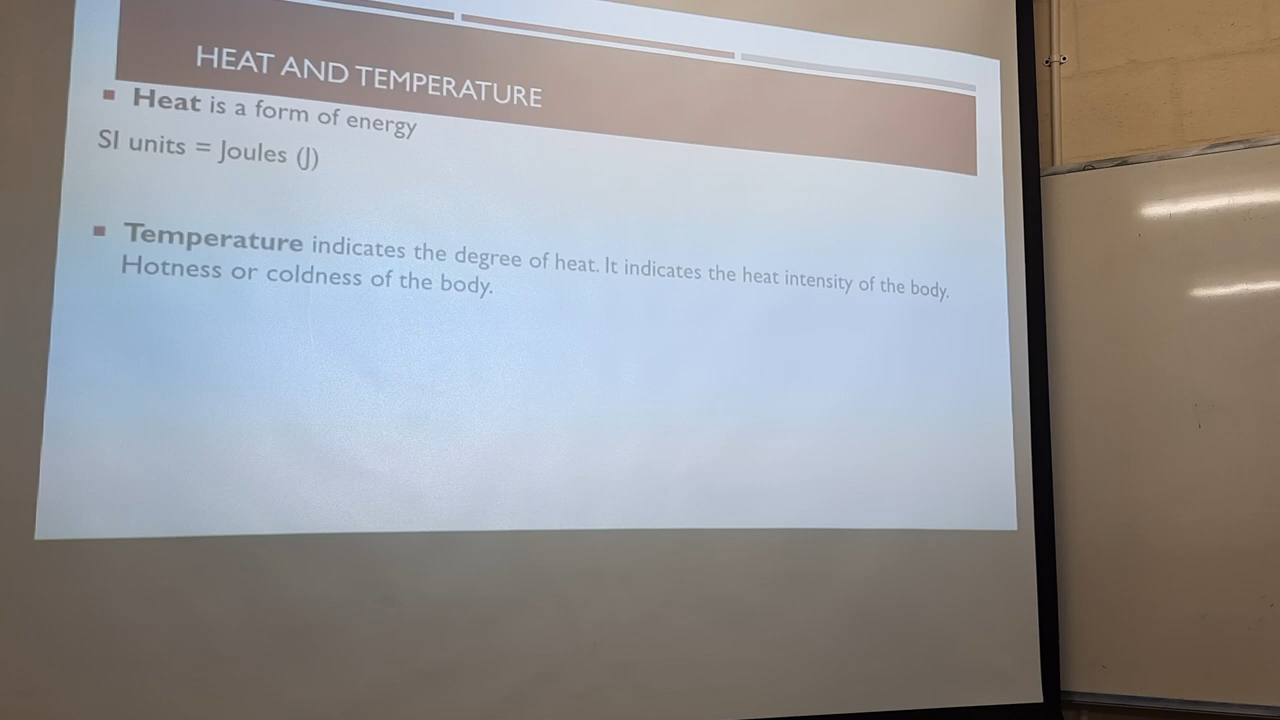 HEAT AND TEMPERATURE
▪ Heat is a form of energy
SI units = Joules (J)
▪ Temperature indicates the degree of heat. It indicates the heat intensity of the body.
Hotness or coldness of the body.